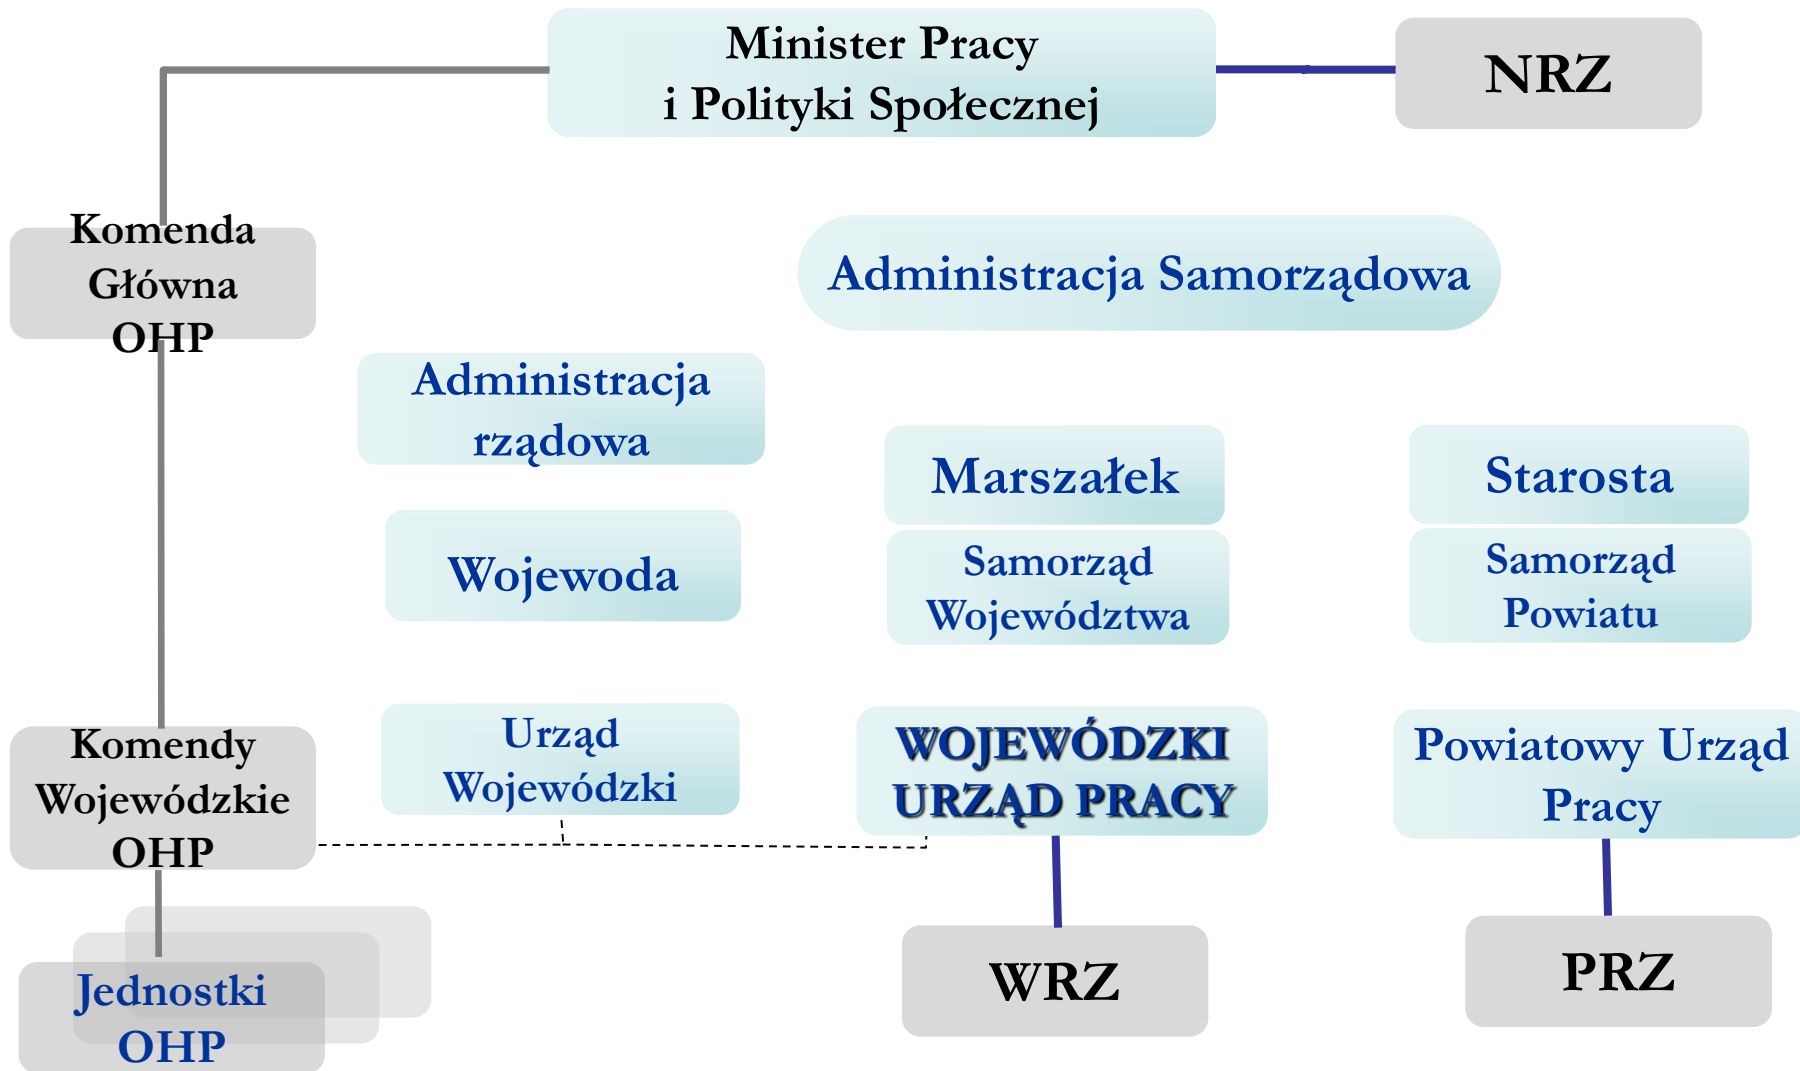 Minister Pracy
i Polityki Społecznej
NRZ
Komenda
Główna
OHP
Administracja Samorządowa
Administracja
rządowa
Marszałek
Starosta
Wojewoda
Samorząd
Województwa
Samorząd
Powiatu
Komendy
Wojewódzkie
OHP
Urząd
Wojewódzki
WOJEWÓDZKI
URZĄD PRACY
Powiatowy Urząd
Pracy
Jednostki
OHP
WRZ
PRZ